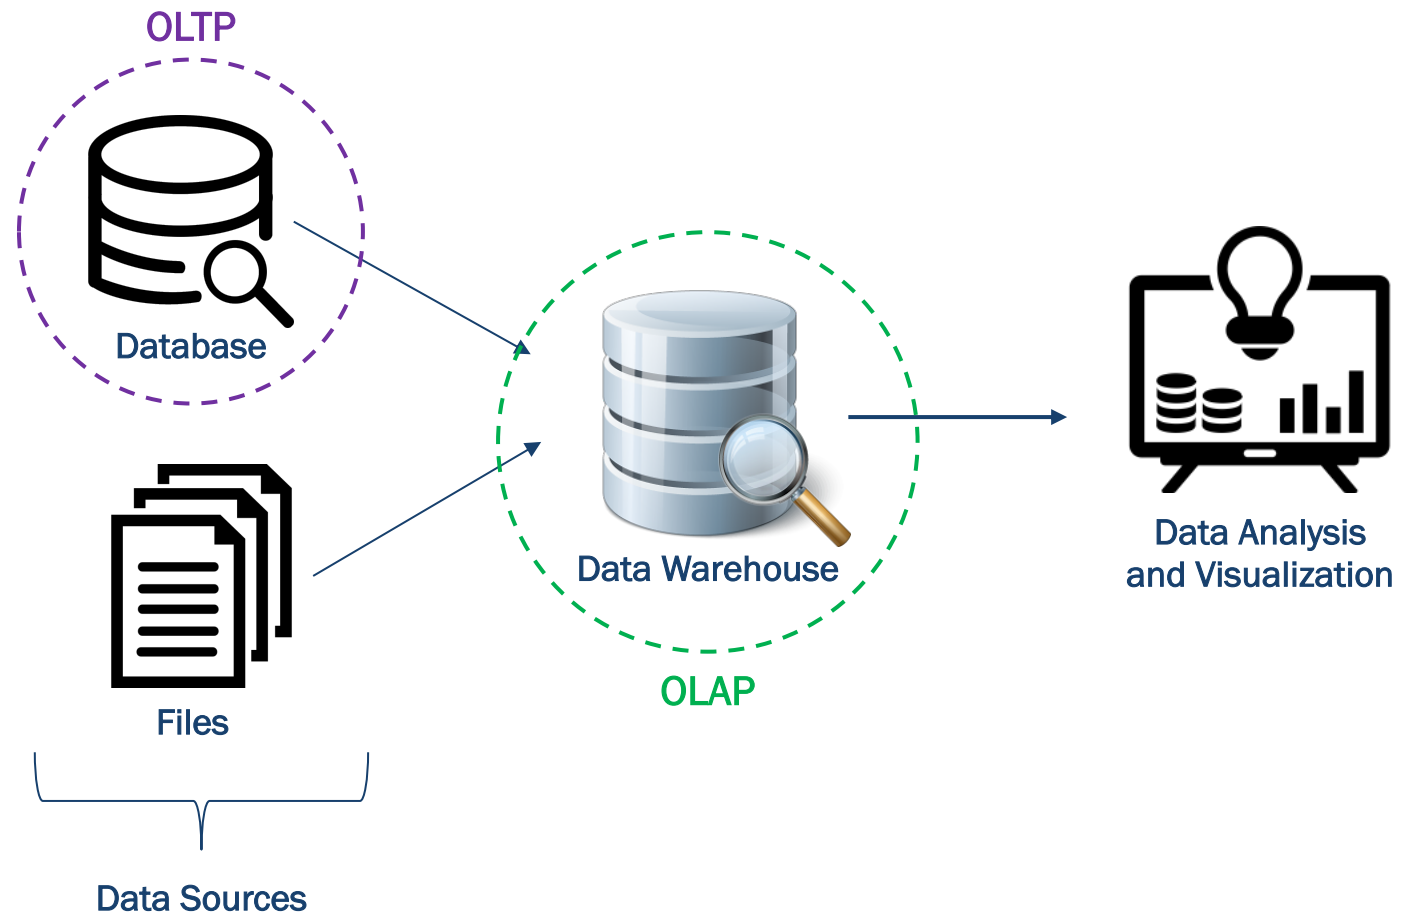 OLTP
Database
Files
Data Sources
Data Warehouse
OLAP
Data Analysis
and Visualization